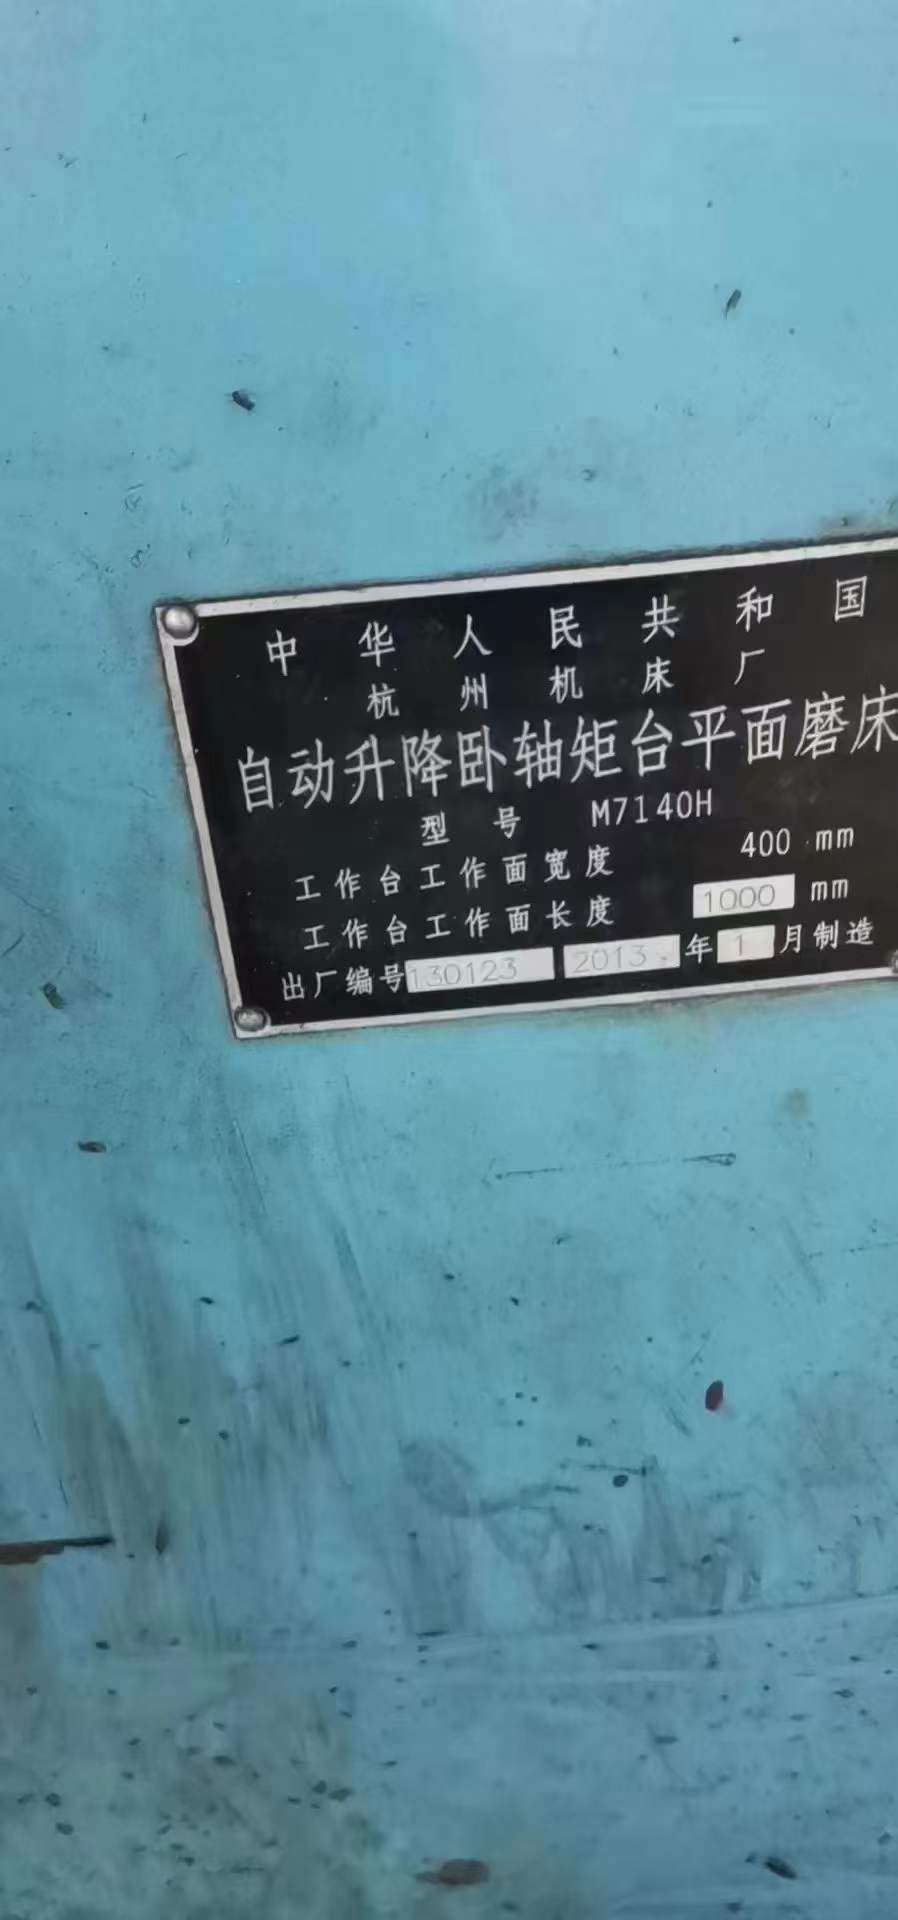 中华人民共和国
杭州机床厂
自动升降卧轴矩台平面磨床
型号 M7140H
工作台工作面宽度 400 mm
工作台工作面长度 1000 mm
出厂编号 130123 2013 年 1 月制造